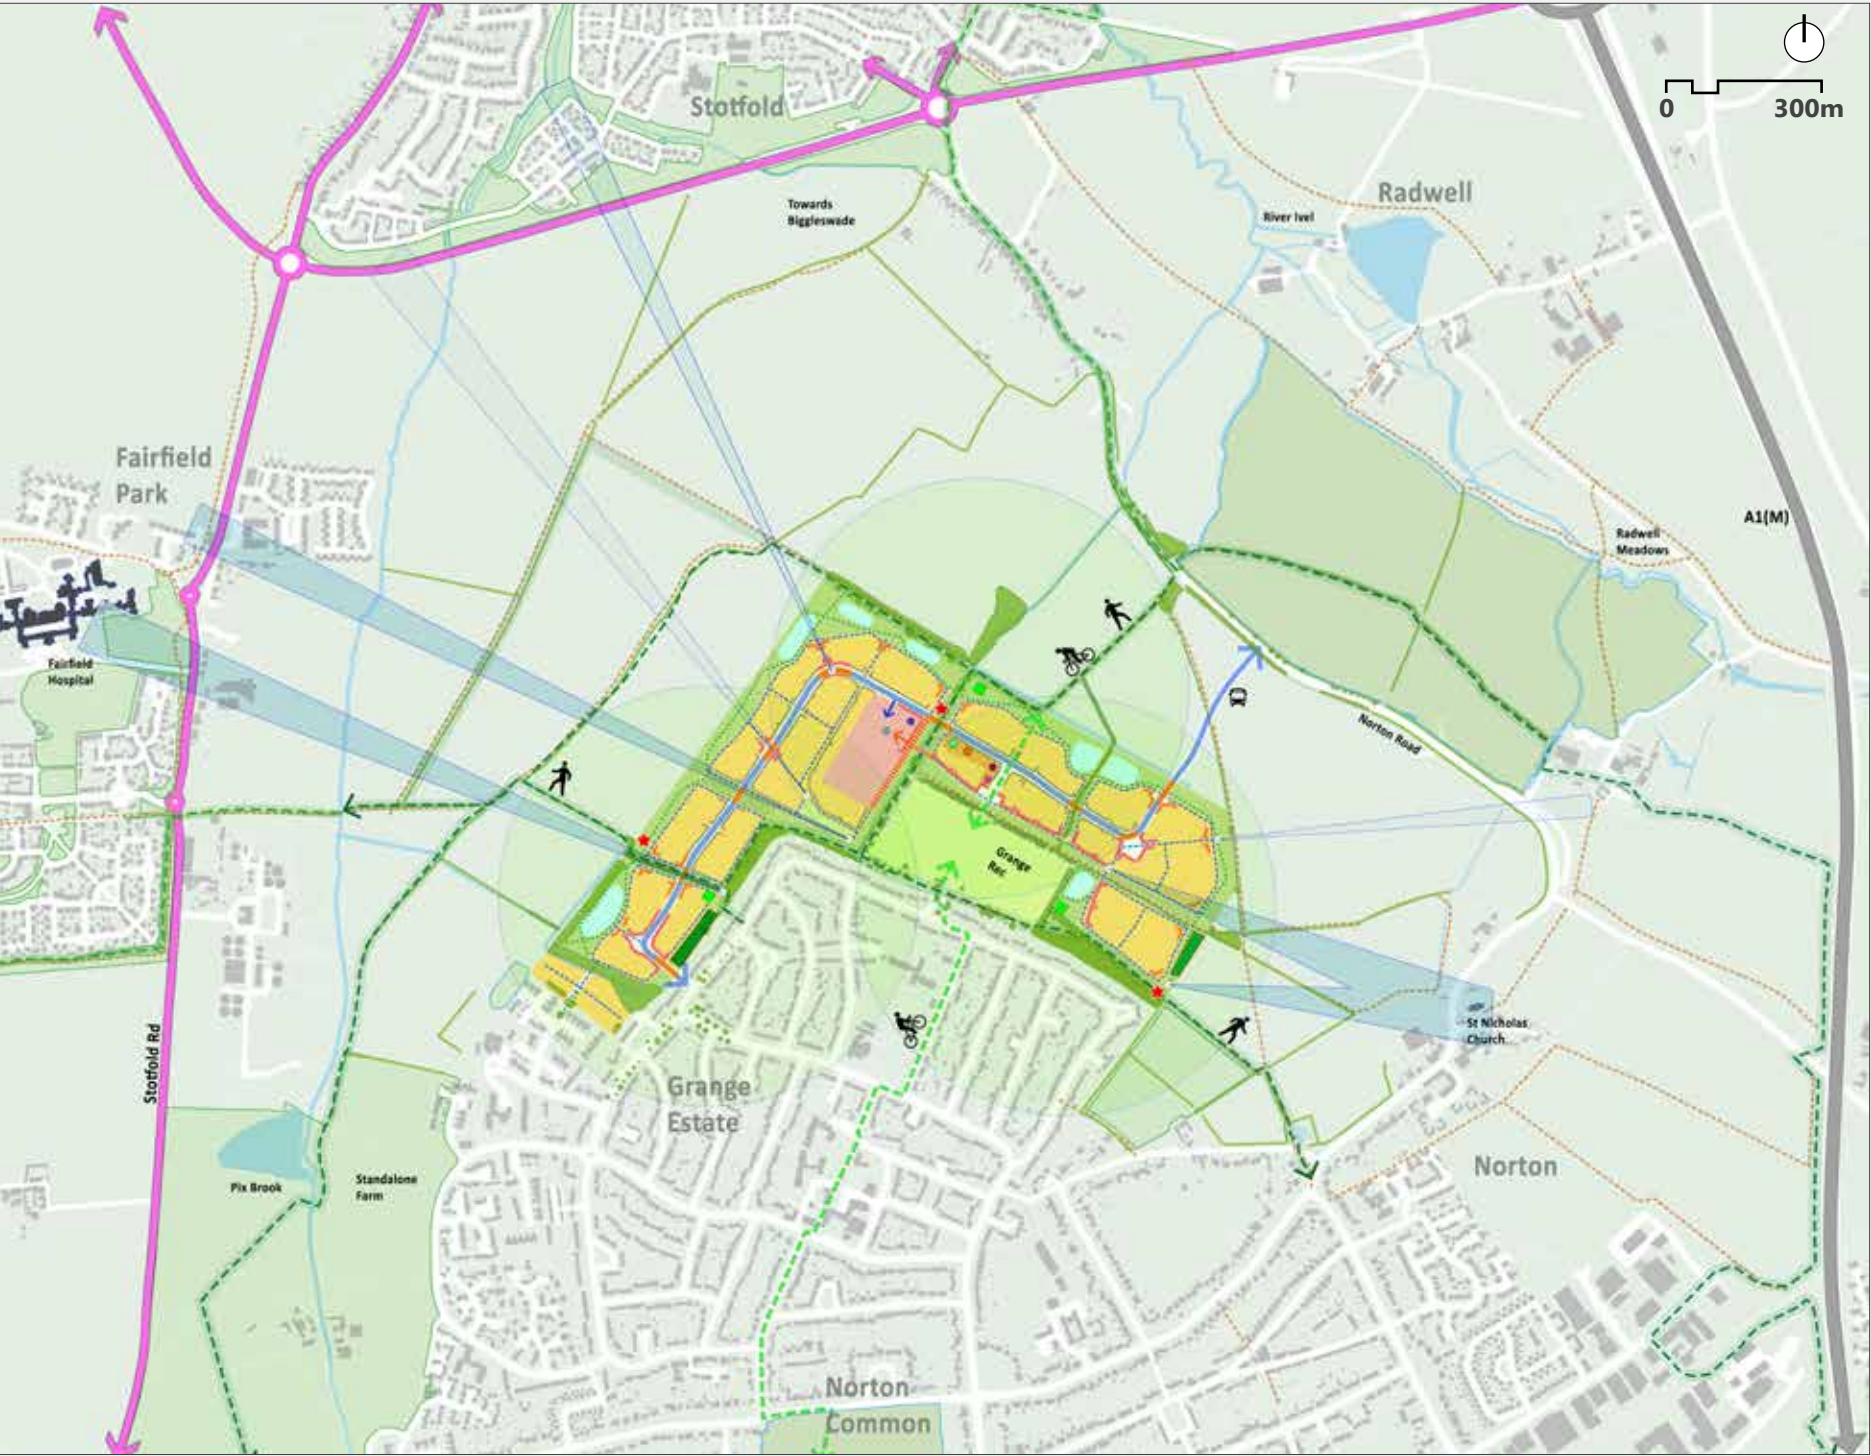 Stotfold
0 300m
Radwell
Towards
Biggleswade
River Ivel
Fairfield
Park
A1(M)
Radwell
Meadows
Fairfield
Hospital
Norton Road
Grange
Rec
St Nicholas
Church
Stotfold Rd
Grange
Estate
Norton
Pix Brook
Standalone
Farm
Norton
Common